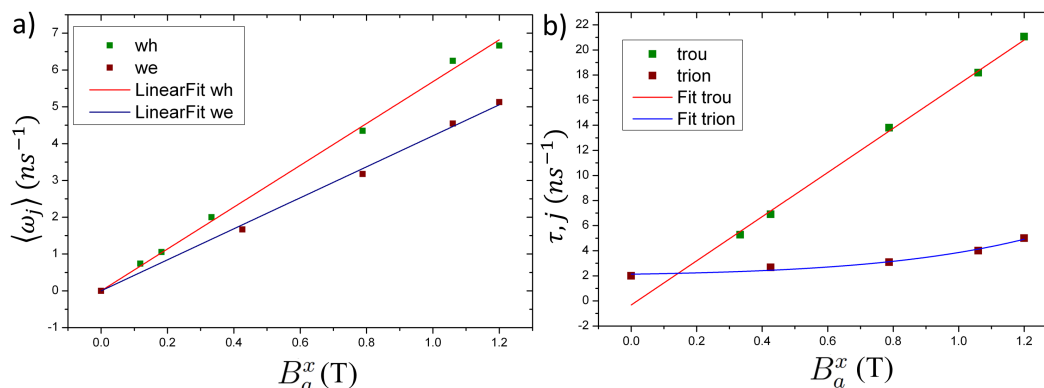 a)
wh
we
LinearFit wh
LinearFit we
7
6
5
4
3
2
1
0
-1
⟨ω_j⟩ (ns⁻¹)
0.0 0.2 0.4 0.6 0.8 1.0 1.2
B_a^x (T)
b)
trou
trion
Fit trou
Fit trion
22
20
18
16
14
12
10
8
6
4
2
0
-2
τ, j (ns⁻¹)
0.0 0.2 0.4 0.6 0.8 1.0 1.2
B_a^x (T)